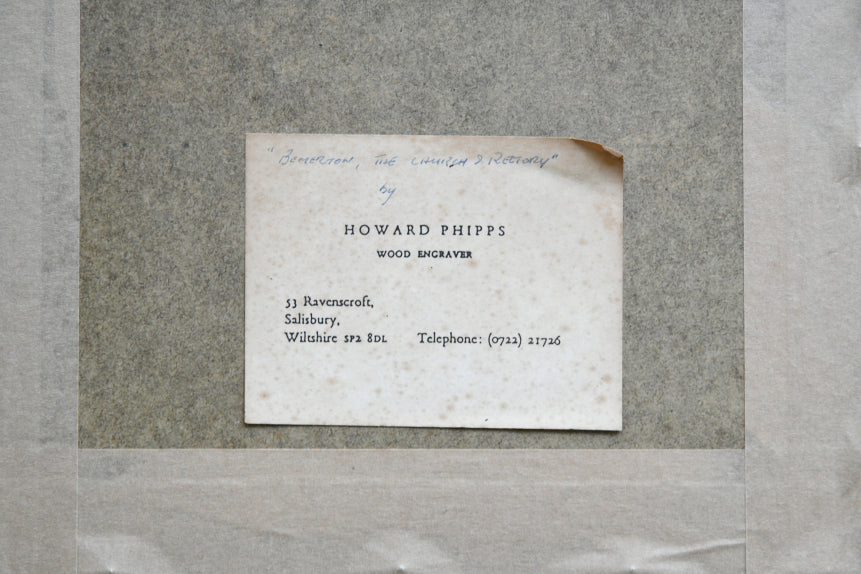 "BEMERTON, THE CHURCH & RECTORY"
by
HOWARD PHIPPS
WOOD ENGRAVER
53 Ravenscroft,
Salisbury,
Wiltshire SP2 8DL Telephone: (0722) 21726